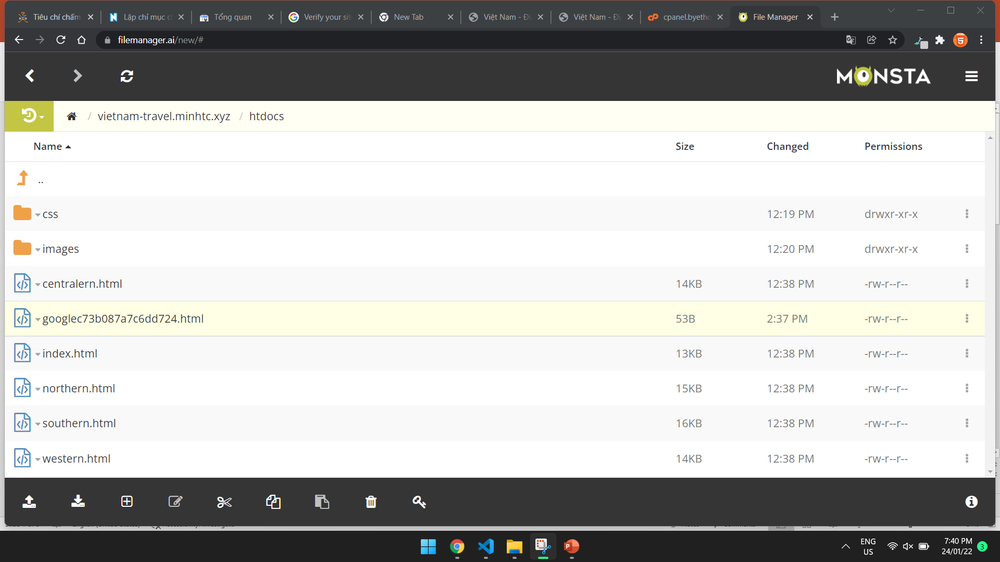 Tiêu chí chấm
Lập chỉ mục c
Tổng quan
Verify your site
New Tab
Việt Nam - Đị
Việt Nam - Đị
cpanel.byetho
File Manager
filemanager.ai/new/#
MONSTA
/ vietnam-travel.minhtc.xyz / htdocs
Name Size Changed Permissions
..
css 12:19 PM drwxr-xr-x
images 12:20 PM drwxr-xr-x
centralern.html 14KB 12:38 PM -rw-r--r--
googlec73b087a7c6dd724.html 53B 2:37 PM -rw-r--r--
index.html 13KB 12:38 PM -rw-r--r--
northern.html 15KB 12:38 PM -rw-r--r--
southern.html 16KB 12:38 PM -rw-r--r--
western.html 14KB 12:38 PM -rw-r--r--
ENG
US
7:40 PM
24/01/22
3